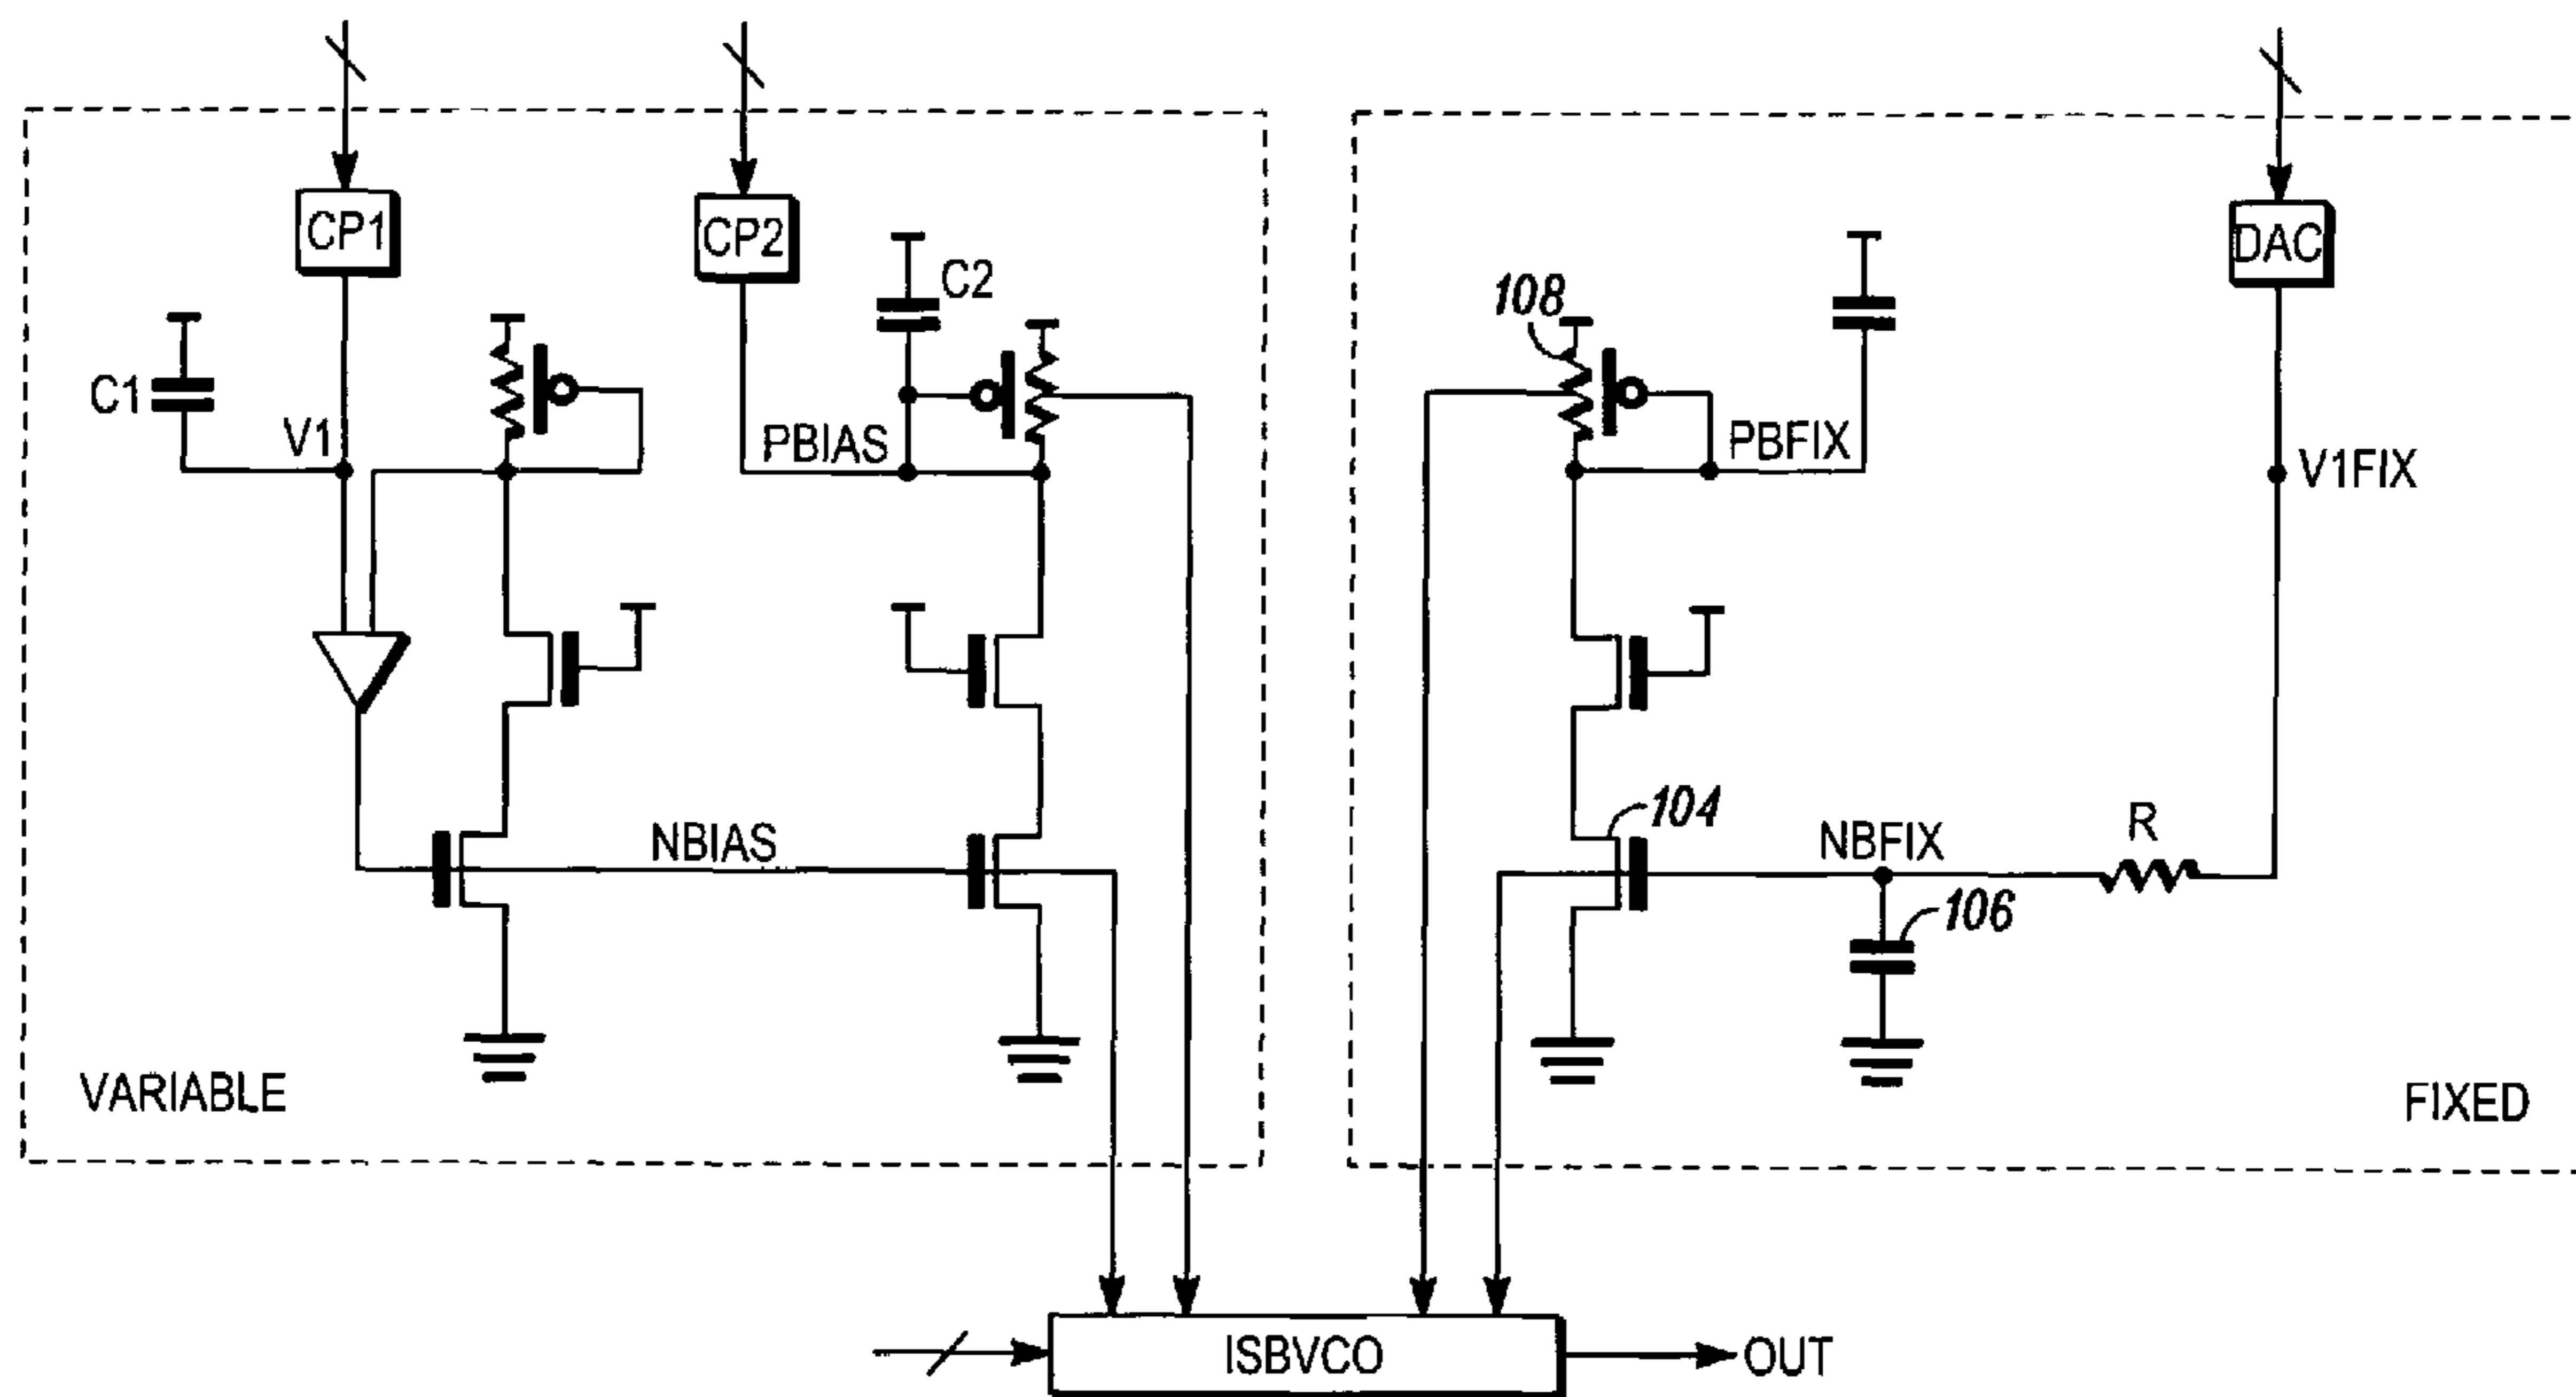 CP1
CP2
DAC
C2
108
C1
V1
PBIAS
PBFIX
V1FIX
NBIAS
104
NBFIX
R
106
VARIABLE
FIXED
ISBVCO
OUT